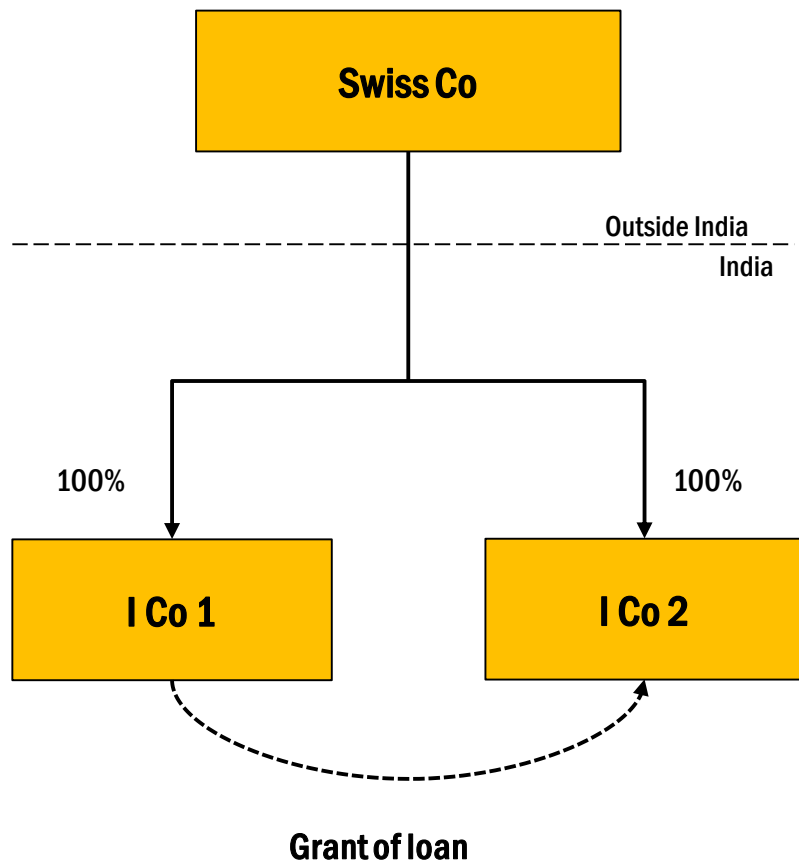 Swiss Co
Outside India
India
100%
100%
I Co 1
I Co 2
Grant of loan